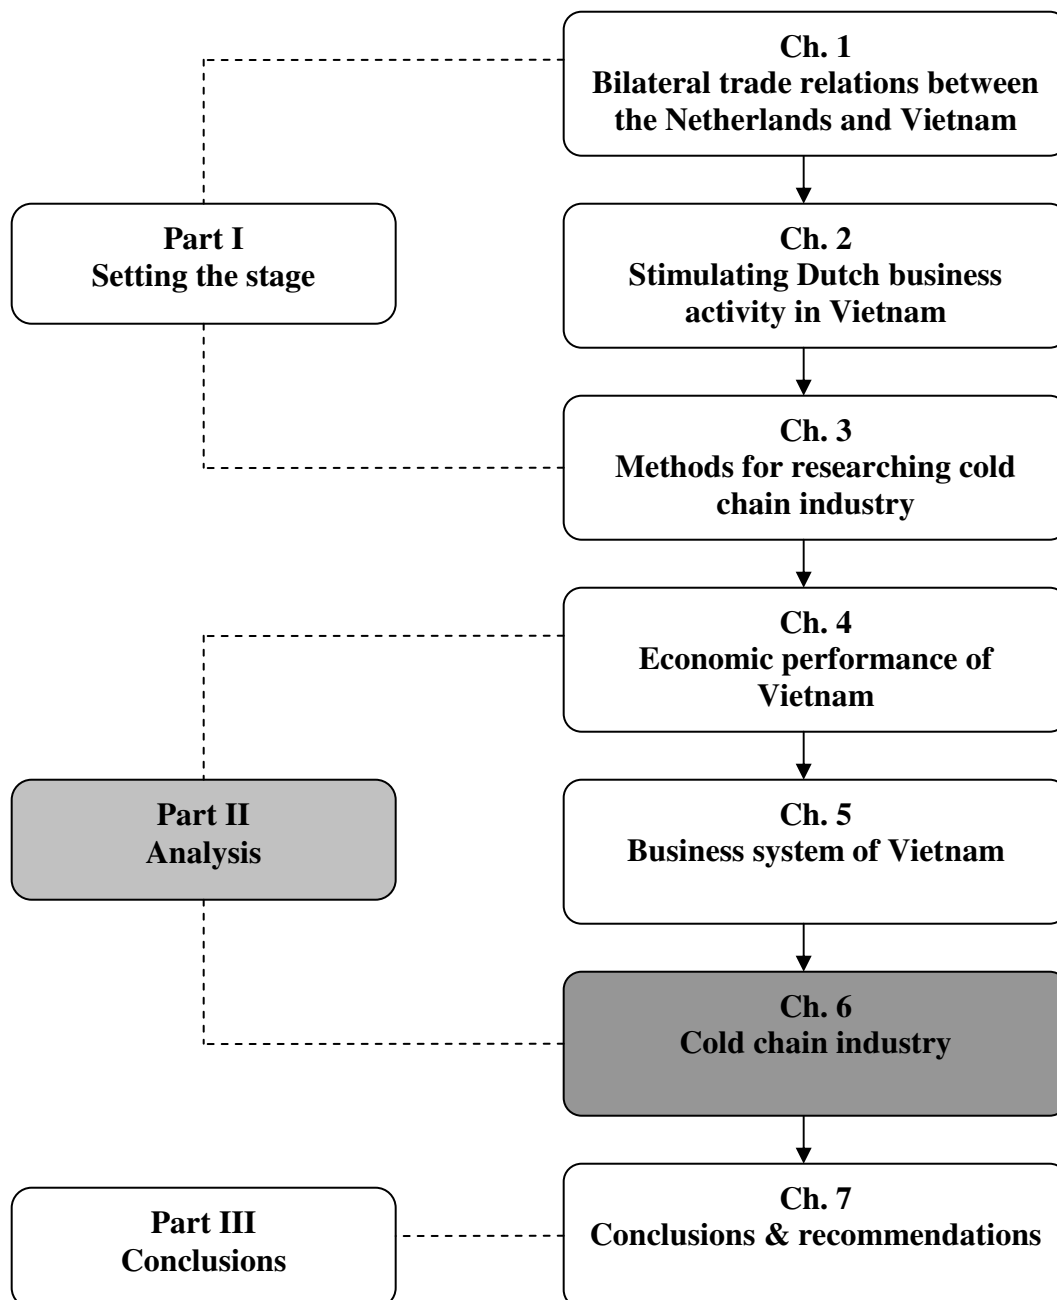 Ch. 1
Bilateral trade relations between
the Netherlands and Vietnam
Part I
Setting the stage
Ch. 2
Stimulating Dutch business
activity in Vietnam
Ch. 3
Methods for researching cold
chain industry
Ch. 4
Economic performance of
Vietnam
Part II
Analysis
Ch. 5
Business system of Vietnam
Ch. 6
Cold chain industry
Part III
Conclusions
Ch. 7
Conclusions & recommendations